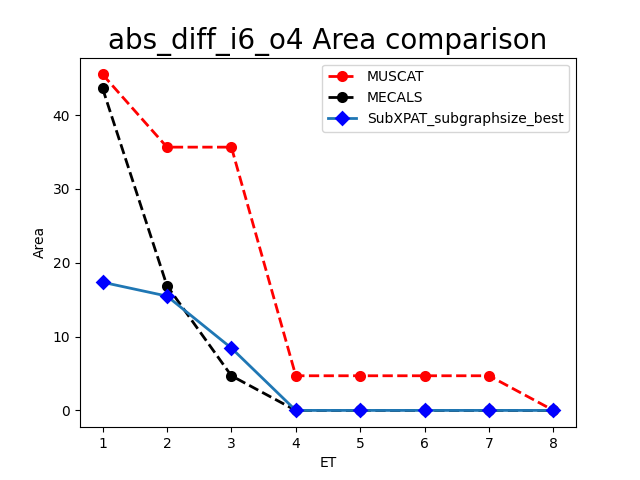 abs_diff_i6_o4 Area comparison
MUSCAT
MECALS
SubXPAT_subgraphsize_best
Area
40
30
20
10
0
1 2 3 4 5 6 7 8
ET